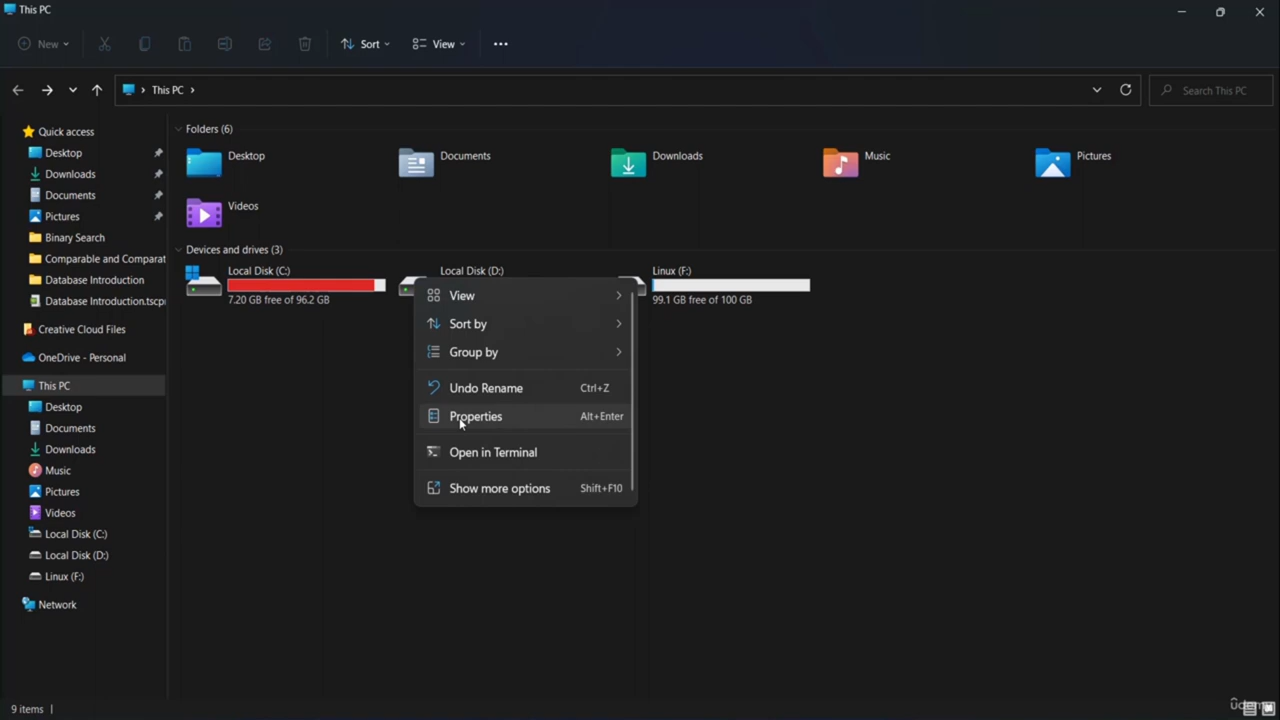 This PC
New
Sort
View
This PC
Search This PC
Quick access
Desktop
Downloads
Documents
Pictures
Binary Search
Comparable and Comparat
Database Introduction
Database Introduction.tscpr
Creative Cloud Files
OneDrive - Personal
This PC
Desktop
Documents
Downloads
Music
Pictures
Videos
Local Disk (C:)
Local Disk (D:)
Linux (F:)
Network
Folders (6)
Desktop
Documents
Downloads
Music
Pictures
Videos
Devices and drives (3)
Local Disk (C:)
7.20 GB free of 96.2 GB
Local Disk (D:)
Linux (F:)
99.1 GB free of 100 GB
View
Sort by
Group by
Undo Rename Ctrl+Z
Properties Alt+Enter
Open in Terminal
Show more options Shift+F10
9 items